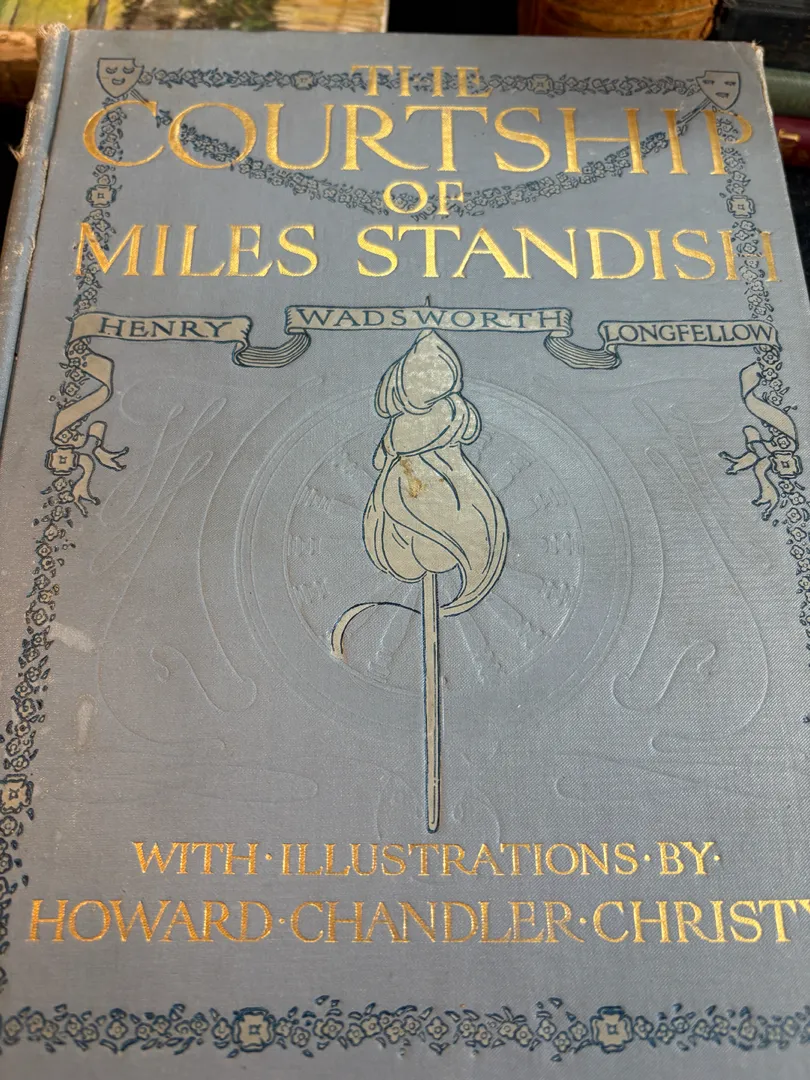 THE
COURTSHIP
OF
MILES STANDISH
HENRY WADSWORTH LONGFELLOW
WITH·ILLUSTRATIONS·BY·
HOWARD·CHANDLER·CHRISTY